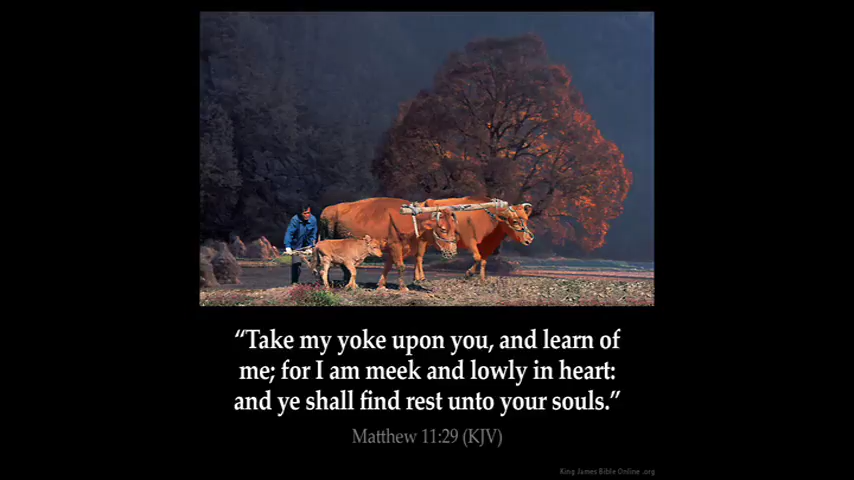 “Take my yoke upon you, and learn of
me; for I am meek and lowly in heart:
and ye shall find rest unto your souls.”
Matthew 11:29 (KJV)
King James Bible Online .org